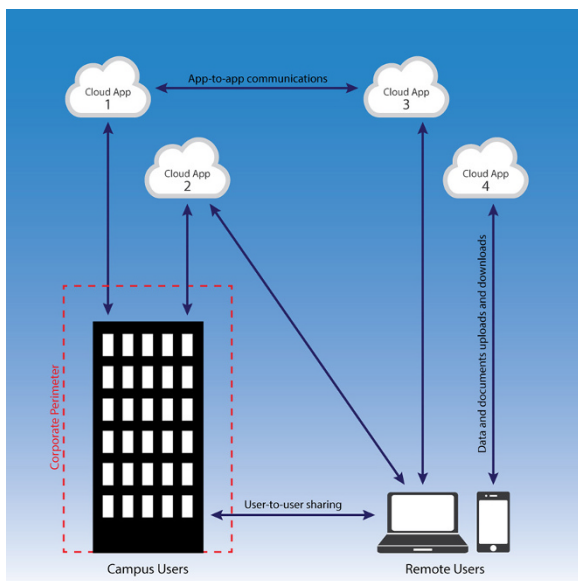 App-to-app communications
Cloud App
1
Cloud App
3
Cloud App
2
Cloud App
4
Data and documents uploads and downloads
Corporate Perimeter
User-to-user sharing
Campus Users
Remote Users